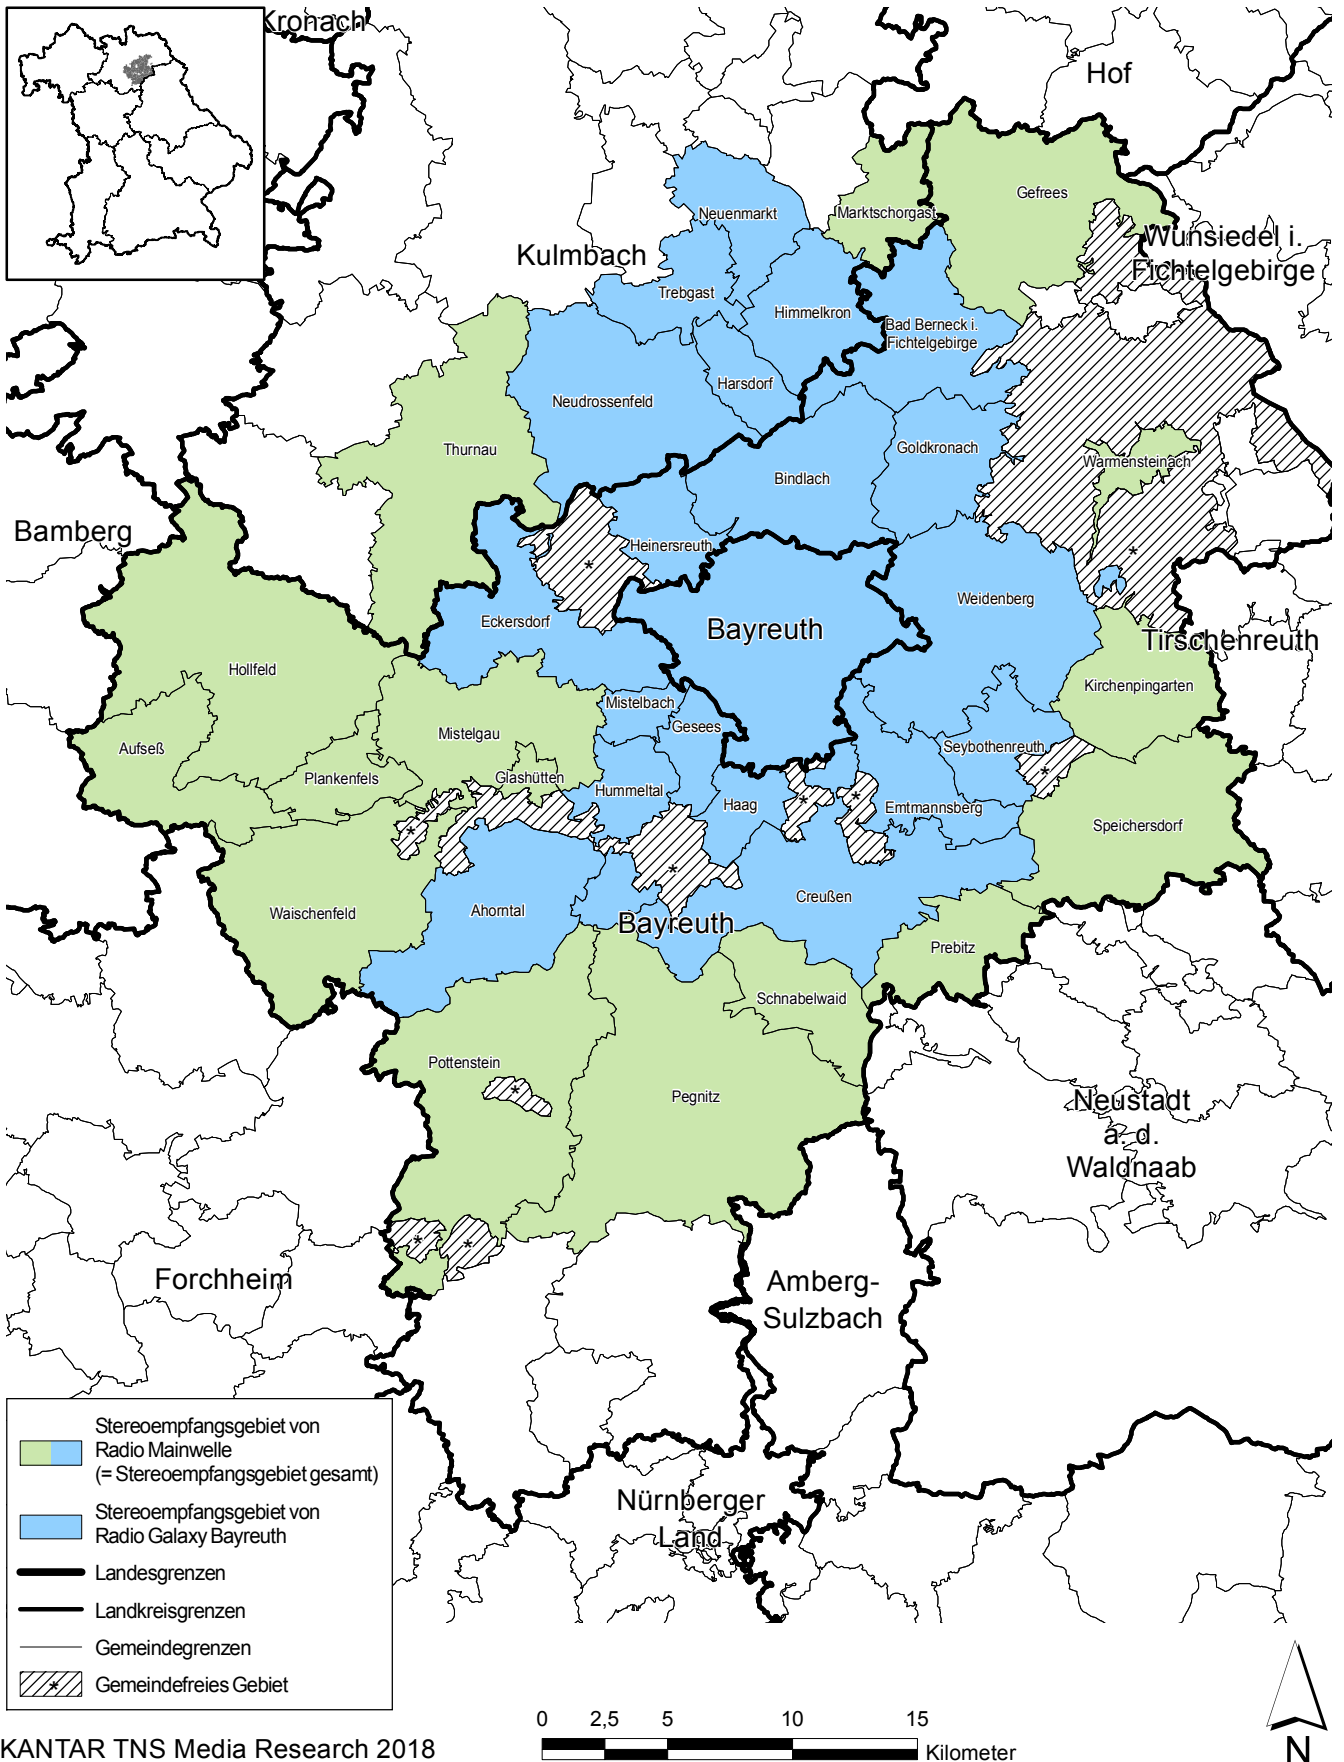 Kronach
Hof
Gefrees
Marktschorgast
Neuenmarkt
Wunsiedel i.
Fichtelgebirge
Kulmbach
Trebgast
Himmelkron
Bad Berneck i.
Fichtelgebirge
Harsdorf
Neudrossenfeld
Thurnau
Goldkronach
Warmensteinach
Bindlach
Bamberg
Heinersreuth
*
*
Weidenberg
Eckersdorf
Bayreuth
Tirschenreuth
Hollfeld
Kirchenpingarten
Mistelbach
Gesees
Mistelgau
Seybothenreuth
Aufseß
Plankenfels
Glashütten
*
Hummeltal
Haag
*
*
Emtmannsberg
Speichersdorf
*
*
Creußen
Waischenfeld
Ahorntal
Bayreuth
Prebitz
Schnabelwaid
Pottenstein
*
Pegnitz
Neustadt
a. d.
Waldnaab
*
*
Forchheim
Amberg-
Sulzbach
Nürnberger
Land
Stereoempfangsgebiet von
Radio Mainwelle
(= Stereoempfangsgebiet gesamt)
Stereoempfangsgebiet von
Radio Galaxy Bayreuth
Landesgrenzen
Landkreisgrenzen
Gemeindegrenzen
* Gemeindefreies Gebiet
0 2,5 5 10 15
Kilometer
N
KANTAR TNS Media Research 2018